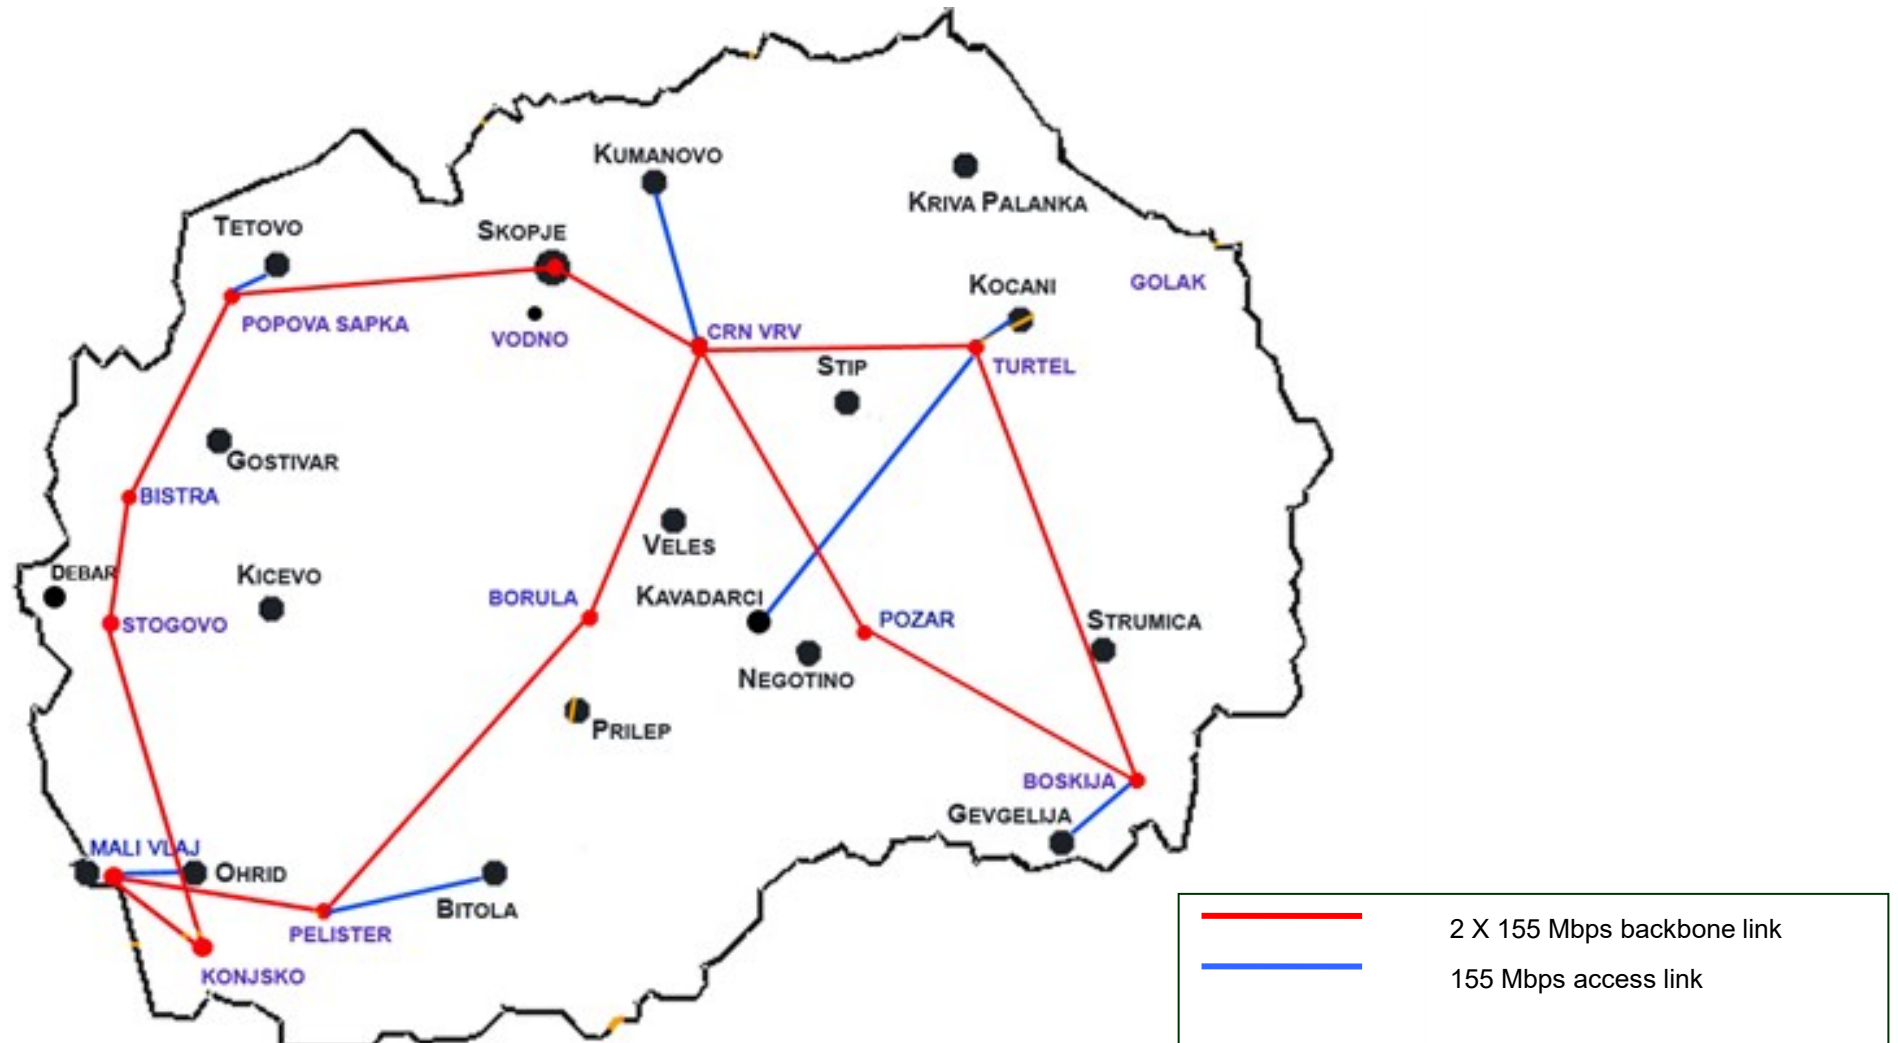 KUMANOVO
KRIVA PALANKA
TETOVO
SKOPJE
KOCANI
GOLAK
POPOVA SAPKA
VODNO
CRN VRV
STIP
TURTEL
GOSTIVAR
BISTRA
VELES
DEBAR
KICEVO
BORULA
KAVADARCI
POZAR
STRUMICA
STOGOVO
NEGOTINO
PRILEP
BOSKIJA
GEVGELIJA
MALI VLAJ
OHRID
BITOLA
PELISTER
KONJSKO
2 X 155 Mbps backbone link
155 Mbps access link